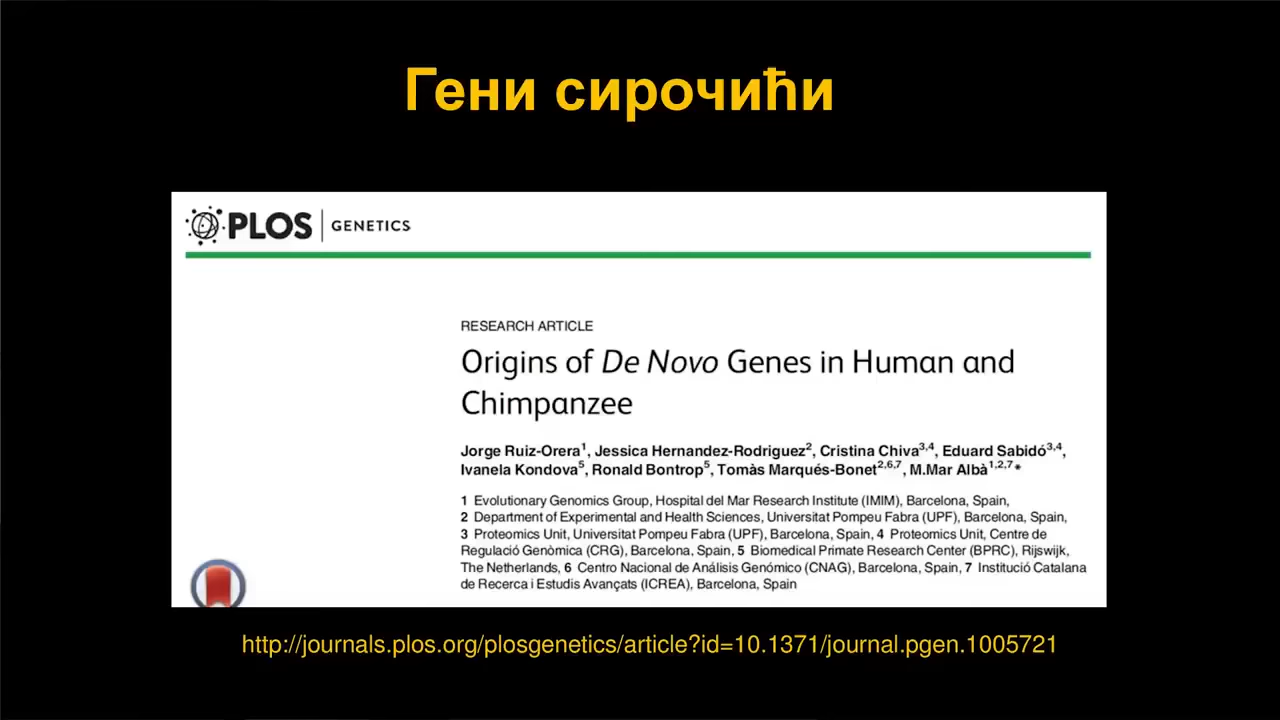 Гени сирочићи
PLOS | GENETICS
RESEARCH ARTICLE
Origins of De Novo Genes in Human and
Chimpanzee
Jorge Ruiz-Orera1, Jessica Hernandez-Rodriguez2, Cristina Chiva3,4, Eduard Sabidó3,4,
Ivanela Kondova5, Ronald Bontrop5, Tomàs Marqués-Bonet2,6,7, M.Mar Albà1,2,7*
1 Evolutionary Genomics Group, Hospital del Mar Research Institute (IMIM), Barcelona, Spain,
2 Department of Experimental and Health Sciences, Universitat Pompeu Fabra (UPF), Barcelona, Spain,
3 Proteomics Unit, Universitat Pompeu Fabra (UPF), Barcelona, Spain, 4 Proteomics Unit, Centre de
Regulació Genòmica (CRG), Barcelona, Spain, 5 Biomedical Primate Research Center (BPRC), Rijswijk,
The Netherlands, 6 Centro Nacional de Análisis Genómico (CNAG), Barcelona, Spain, 7 Institució Catalana
de Recerca i Estudis Avançats (ICREA), Barcelona, Spain
http://journals.plos.org/plosgenetics/article?id=10.1371/journal.pgen.1005721